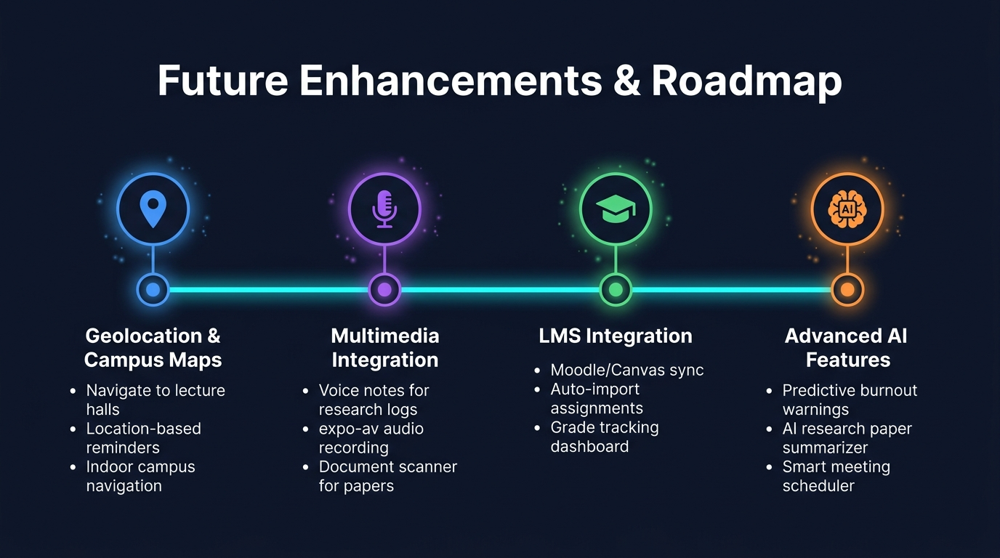 Future Enhancements & Roadmap
AI
Geolocation &
Campus Maps
• Navigate to lecture
halls
• Location-based
reminders
• Indoor campus
navigation
Multimedia
Integration
• Voice notes for
research logs
• expo-av audio
recording
• Document scanner
for papers
LMS Integration
• Moodle/Canvas sync
• Auto-import
assignments
• Grade tracking
dashboard
Advanced AI
Features
• Predictive burnout
warnings
• AI research paper
summarizer
• Smart meeting
scheduler